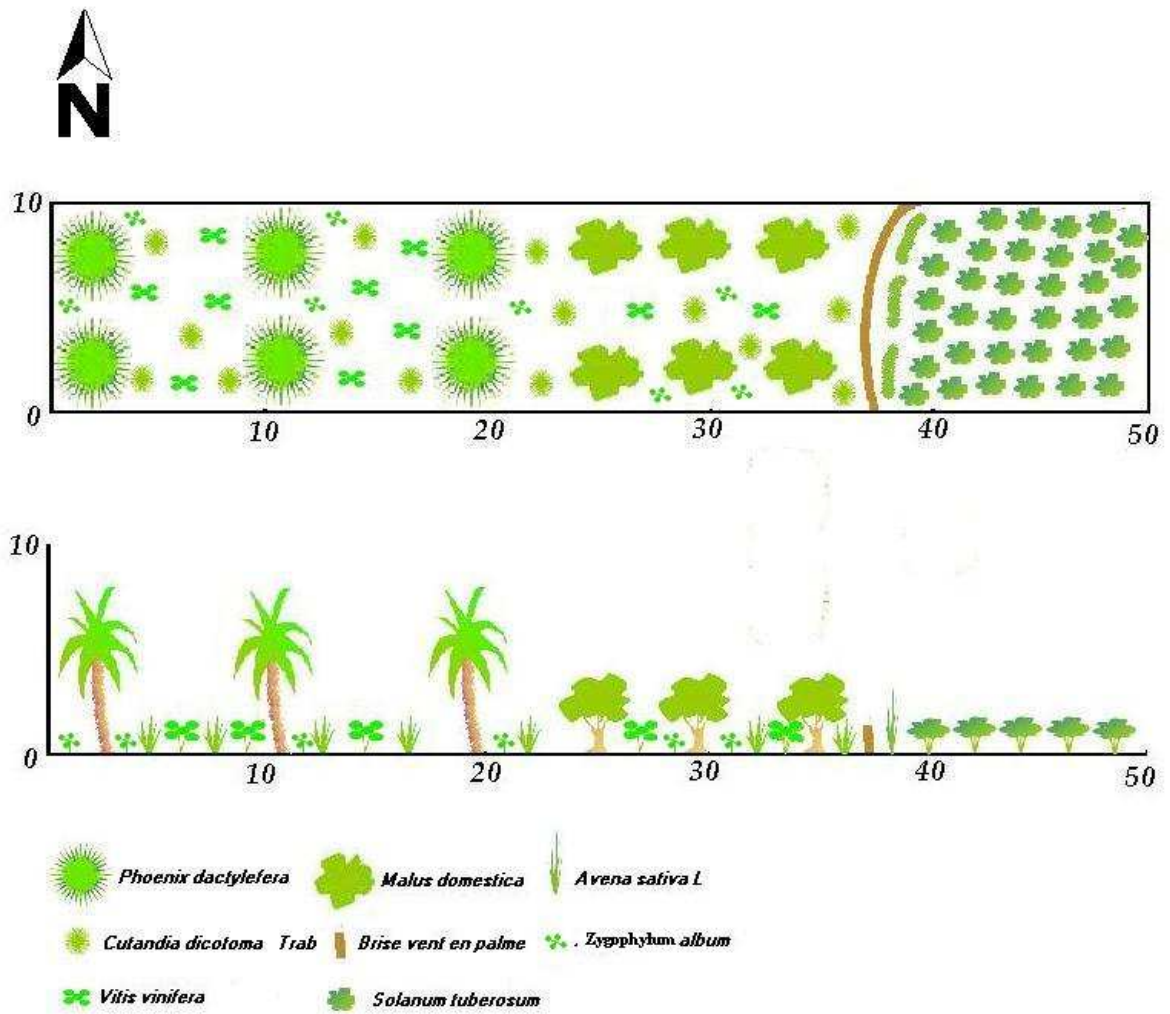 N
10
0
10 20 30 40 50
10
0
10 20 30 40 50
Phoenix dactylefera Malus domestica Avena sativa L
Cutandia dicotoma Trab Brise vent en palme . Zygophylum album
Vitis vinifera Solanum tuberosum